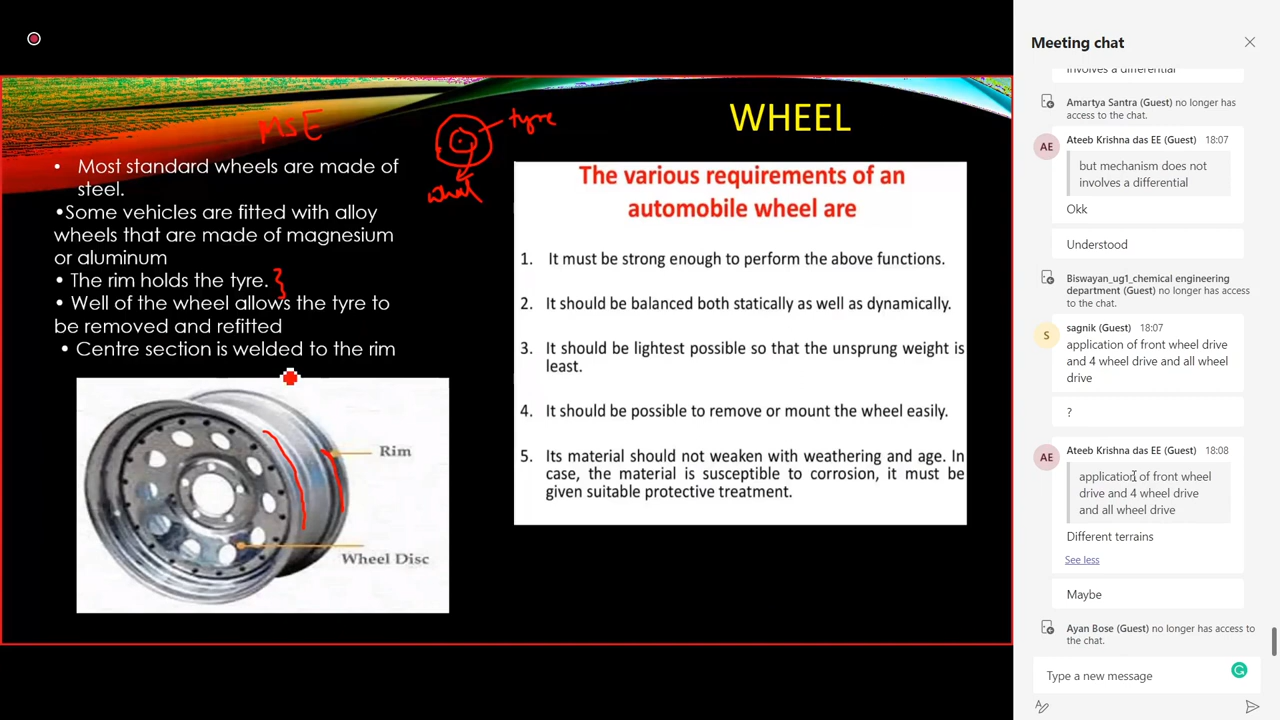 MSE
tyre
wheel
WHEEL
• Most standard wheels are made of
steel.
•Some vehicles are fitted with alloy
wheels that are made of magnesium
or aluminum
• The rim holds the tyre.
• Well of the wheel allows the tyre to
be removed and refitted
• Centre section is welded to the rim
Rim
Wheel Disc
The various requirements of an
automobile wheel are
1. It must be strong enough to perform the above functions.
2. It should be balanced both statically as well as dynamically.
3. It should be lightest possible so that the unsprung weight is
least.
4. It should be possible to remove or mount the wheel easily.
5. Its material should not weaken with weathering and age. In
case, the material is susceptible to corrosion, it must be
given suitable protective treatment.
Meeting chat
involves a differential
Amartya Santra (Guest) no longer has
access to the chat.
AE
Ateeb Krishna das EE (Guest) 18:07
but mechanism does not
involves a differential
Okk
Understood
Biswayan_ug1_chemical engineering
department (Guest) no longer has access
to the chat.
S
sagnik (Guest) 18:07
application of front wheel drive
and 4 wheel drive and all wheel
drive
?
AE
Ateeb Krishna das EE (Guest) 18:08
application of front wheel
drive and 4 wheel drive
and all wheel drive
Different terrains
See less
Maybe
Ayan Bose (Guest) no longer has access to
the chat.
Type a new message